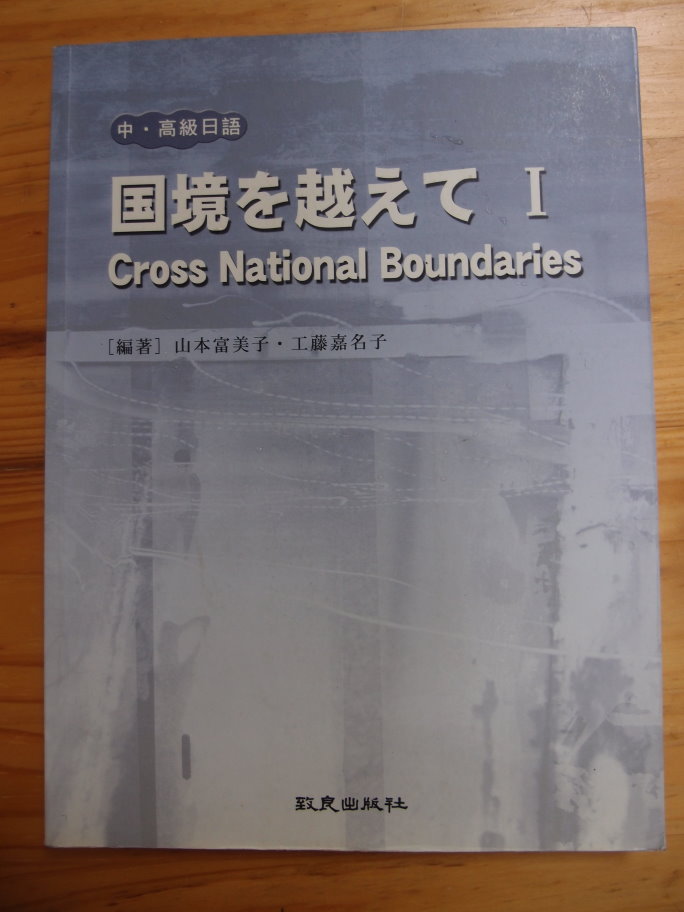 中・高級日語
国境を越えて I
Cross National Boundaries
［編著］山本富美子・工藤嘉名子
致良出版社